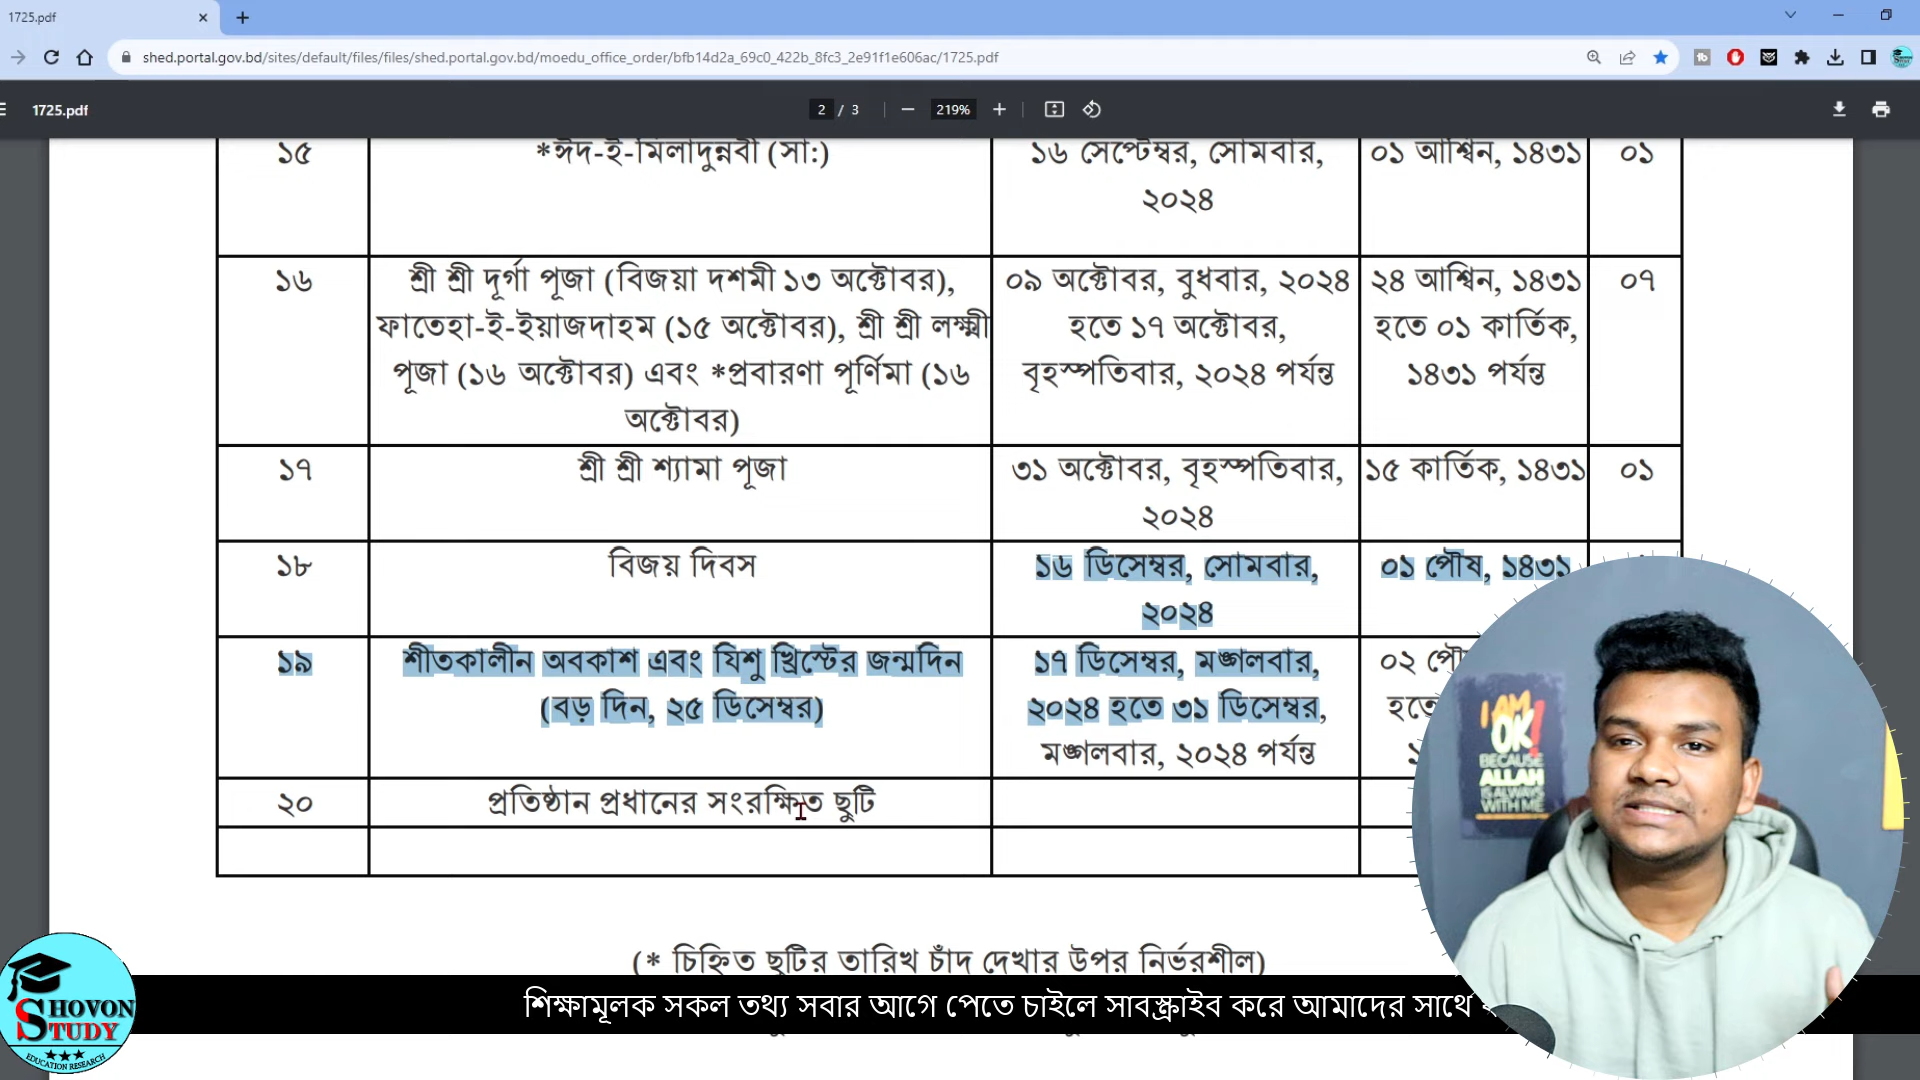 1725.pdf
shed.portal.gov.bd/sites/default/files/files/shed.portal.gov.bd/moedu_office_order/bfb14d2a_69c0_422b_8fc3_2e91f1e606ac/1725.pdf
1725.pdf 2 / 3 219%
১৫ *ঈদ-ই-মিলাদুন্নবী (সা:) ১৬ সেপ্টেম্বর, সোমবার, ০১ আশ্বিন, ১৪৩১ ০১
২০২৪
১৬ শ্রী শ্রী দূর্গা পূজা (বিজয়া দশমী ১৩ অক্টোবর), ০৯ অক্টোবর, বুধবার, ২০২৪ ২৪ আশ্বিন, ১৪৩১ ০৭
ফাতেহা-ই-ইয়াজদাহম (১৫ অক্টোবর), শ্রী শ্রী লক্ষ্মী হতে ১৭ অক্টোবর, হতে ০১ কার্তিক,
পূজা (১৬ অক্টোবর) এবং *প্রবারণা পূর্ণিমা (১৬ বৃহস্পতিবার, ২০২৪ পর্যন্ত ১৪৩১ পর্যন্ত
অক্টোবর)
১৭ শ্রী শ্রী শ্যামা পূজা ৩১ অক্টোবর, বৃহস্পতিবার, ১৫ কার্তিক, ১৪৩১ ০১
২০২৪
১৮ বিজয় দিবস ১৬ ডিসেম্বর, সোমবার, ০১ পৌষ, ১৪৩১
২০২৪
১৯ শীতকালীন অবকাশ এবং যিশু খ্রিস্টের জন্মদিন ১৭ ডিসেম্বর, মঙ্গলবার, ০২
(বড় দিন, ২৫ ডিসেম্বর) ২০২৪ হতে ৩১ ডিসেম্বর, হতে
মঙ্গলবার, ২০২৪ পর্যন্ত
২০ প্রতিষ্ঠান প্রধানের সংরক্ষিত ছুটি
(* চিহ্নিত ছুটির তারিখ চাঁদ দেখার উপর নির্ভরশীল)
I AM
OK!
BECAUSE
ALLAH
IS ALWAYS
WITH ME
SHOVON
STUDY
EDUCATION RESEARCH
শিক্ষামূলক সকল তথ্য সবার আগে পেতে চাইলে সাবস্ক্রাইব করে আমাদের সাথে